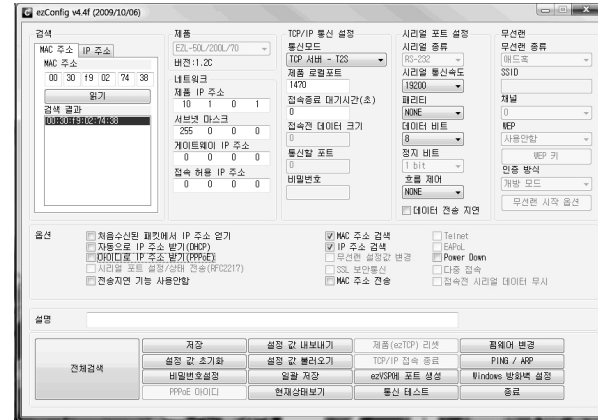 ezConfig v4.4f (2009/10/06)
검색
MAC 주소
IP 주소
MAC 주소
00 30 f9 02 74 38
읽기
검색 결과
00:30:f9:02:74:38
제품
EZL-50L/200L/70
버전:1.2C
네트워크
제품 IP 주소
10 1 0 1
서브넷 마스크
255 0 0 0
게이트웨이 IP 주소
0 0 0 0
접속 허용 IP 주소
0 0 0 0
TCP/IP 통신 설정
통신모드
TCP 서버 - T2S
제품 로컬포트
1470
접속종료 대기시간(초)
0
접속전 데이터 크기
0
통신할 포트
0
비밀번호
시리얼 포트 설정
시리얼 종류
RS-232
시리얼 통신속도
19200
패리티
NONE
데이터 비트
8
정지 비트
1 bit
흐름 제어
NONE
데이터 전송 지연
무선랜
무선랜 종류
애드혹
SSID
채널
0
WEP
사용안함
WEP 키
인증 방식
개방 모드
무선랜 시작 옵션
옵션
처음수신된 패킷에서 IP 주소 얻기
자동으로 IP 주소 받기(DHCP)
아이디로 IP 주소 받기(PPPoE)
시리얼 포트 설정/상태 전송(RFC2217)
전송지연 기능 사용안함
MAC 주소 검색
IP 주소 검색
무선랜 설정값 변경
SSL 보안통신
MAC 주소 전송
Telnet
EAPoL
Power Down
다중 접속
접속전 시리얼 데이터 무시
설명
전체검색
저장
설정 값 내보내기
제품(ezTCP) 리셋
펌웨어 변경
설정 값 초기화
설정 값 불러오기
TCP/IP 접속 종료
PING / ARP
비밀번호설정
일괄 저장
ezVSP에 포트 생성
Windows 방화벽 설정
PPPoE 아이디
현재상태보기
통신 테스트
종료